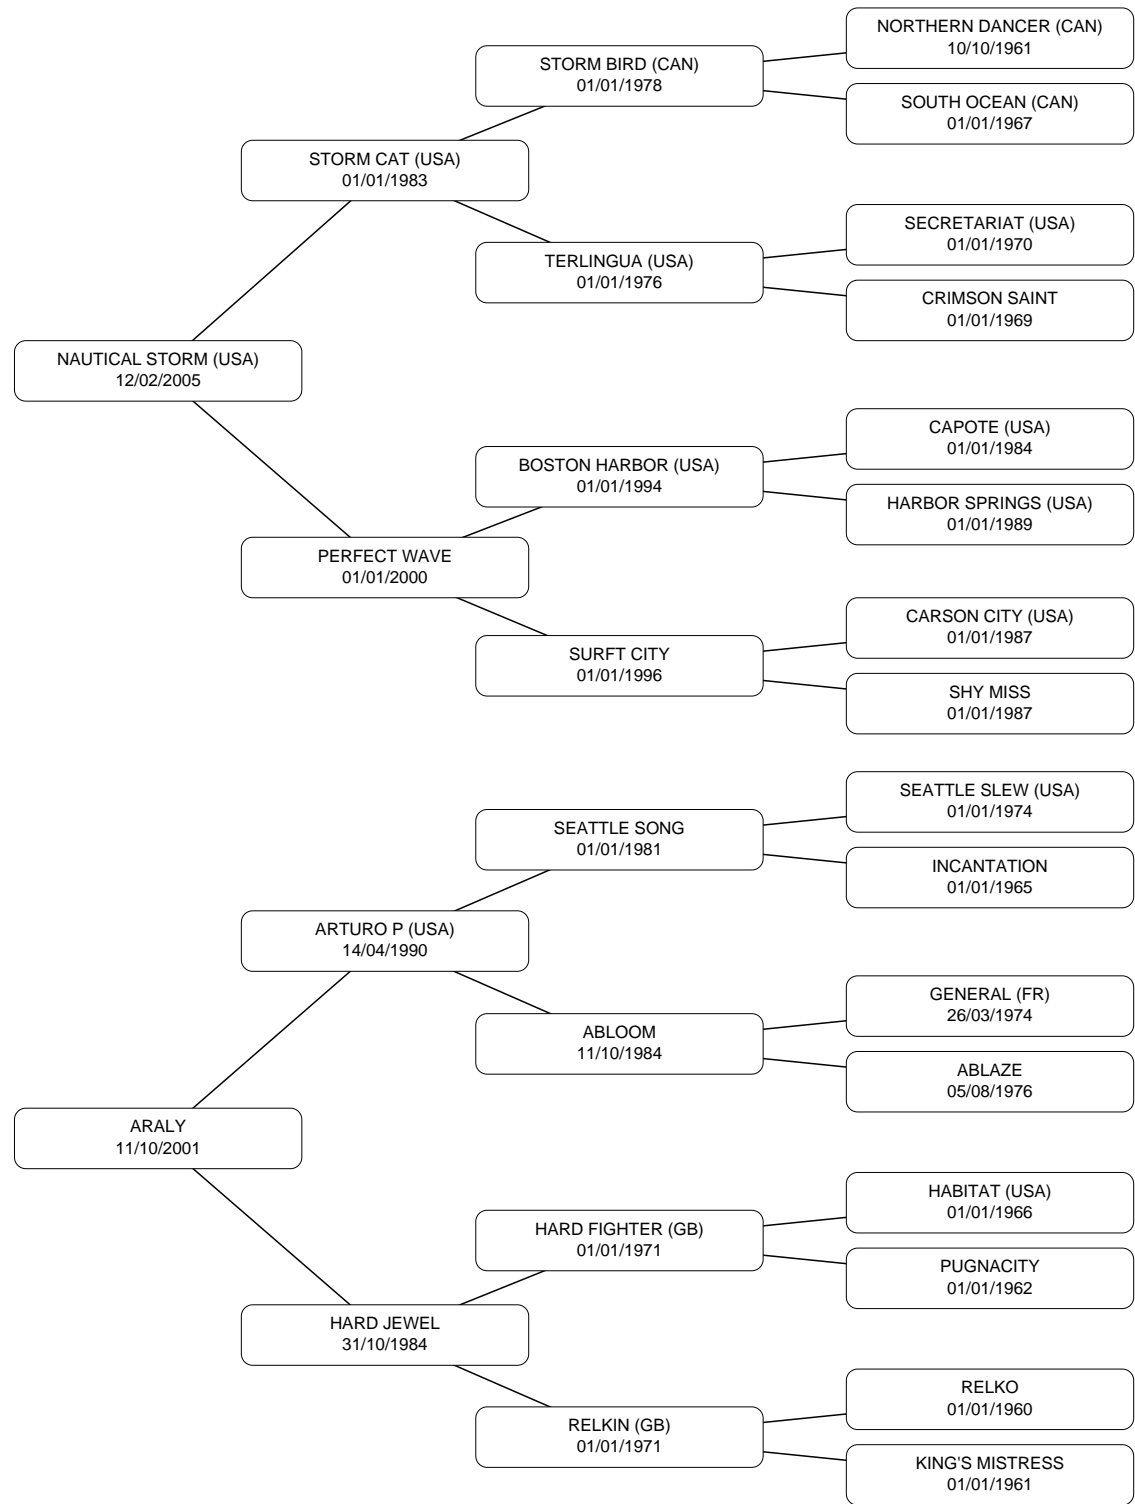 NORTHERN DANCER (CAN)
10/10/1961
STORM BIRD (CAN)
01/01/1978
SOUTH OCEAN (CAN)
01/01/1967
STORM CAT (USA)
01/01/1983
SECRETARIAT (USA)
01/01/1970
TERLINGUA (USA)
01/01/1976
CRIMSON SAINT
01/01/1969
NAUTICAL STORM (USA)
12/02/2005
CAPOTE (USA)
01/01/1984
BOSTON HARBOR (USA)
01/01/1994
HARBOR SPRINGS (USA)
01/01/1989
PERFECT WAVE
01/01/2000
CARSON CITY (USA)
01/01/1987
SURFT CITY
01/01/1996
SHY MISS
01/01/1987
SEATTLE SLEW (USA)
01/01/1974
SEATTLE SONG
01/01/1981
INCANTATION
01/01/1965
ARTURO P (USA)
14/04/1990
GENERAL (FR)
26/03/1974
ABLOOM
11/10/1984
ABLAZE
05/08/1976
ARALY
11/10/2001
HABITAT (USA)
01/01/1966
HARD FIGHTER (GB)
01/01/1971
PUGNACITY
01/01/1962
HARD JEWEL
31/10/1984
RELKO
01/01/1960
RELKIN (GB)
01/01/1971
KING'S MISTRESS
01/01/1961